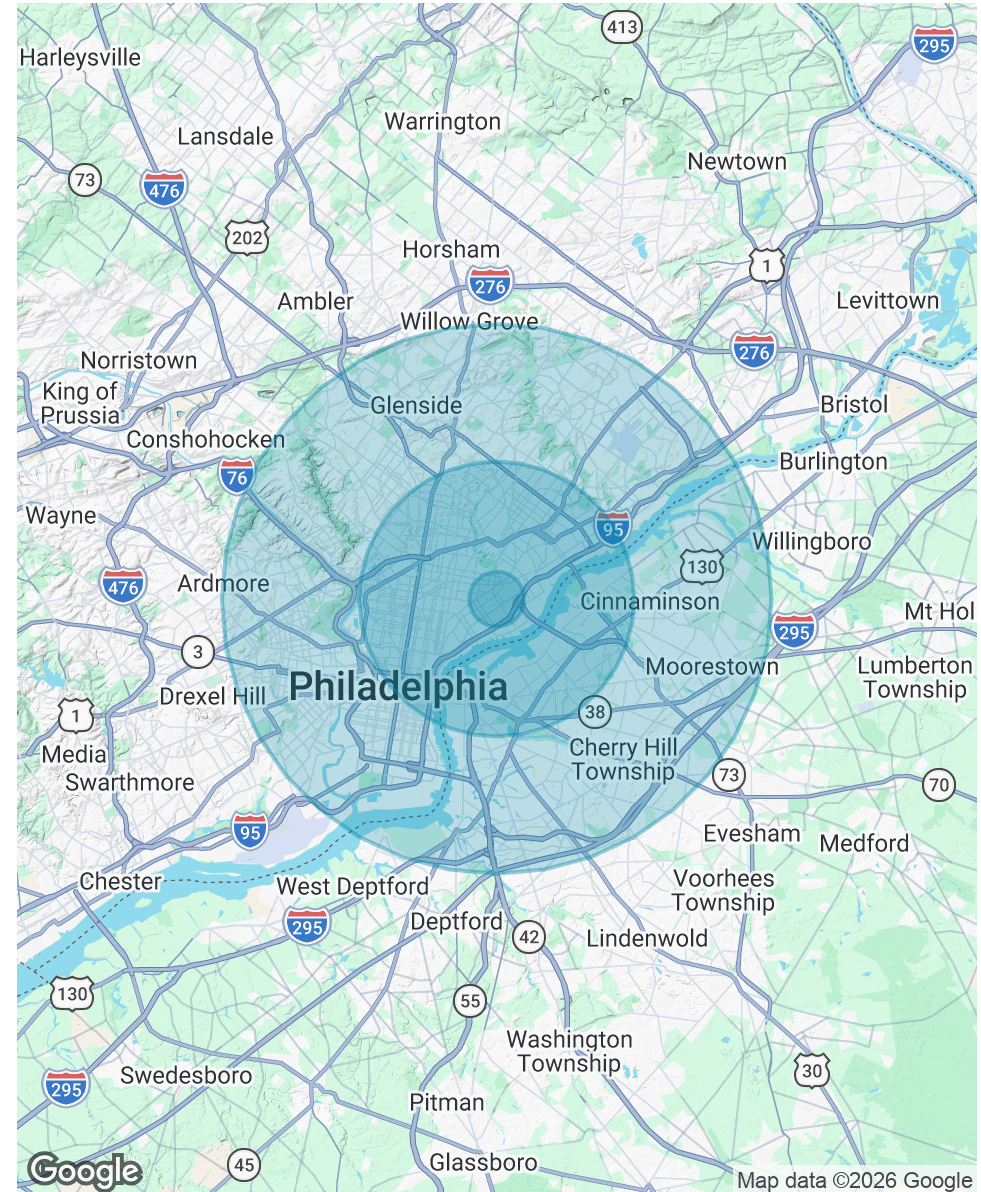 413
295
Harleysville
Warrington
Lansdale
Newtown
73
476
202
Horsham
1
276
Ambler
Levittown
Willow Grove
276
Norristown
King of
Prussia
Glenside
Bristol
Conshohocken
Burlington
76
Wayne
95
Willingboro
130
476
Ardmore
Cinnaminson
Mt Hol
295
3
Moorestown
Lumberton
Township
Philadelphia
Drexel Hill
1
38
Media
Cherry Hill
Township
Swarthmore
73
70
95
Evesham
Medford
Chester
West Deptford
Voorhees
Township
295
Deptford
42
Lindenwold
130
55
Washington
Township
Swedesboro
30
295
Pitman
Glassboro
45
Google
Map data ©2026 Google